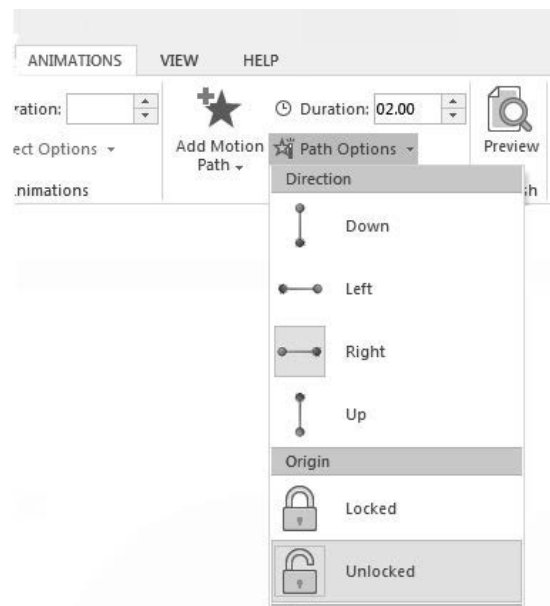 ANIMATIONS VIEW HELP
ration:
Duration: 02.00
ect Options
Add Motion
Path
Path Options
Preview
nimations
Direction
Down
Left
Right
Up
Origin
Locked
Unlocked